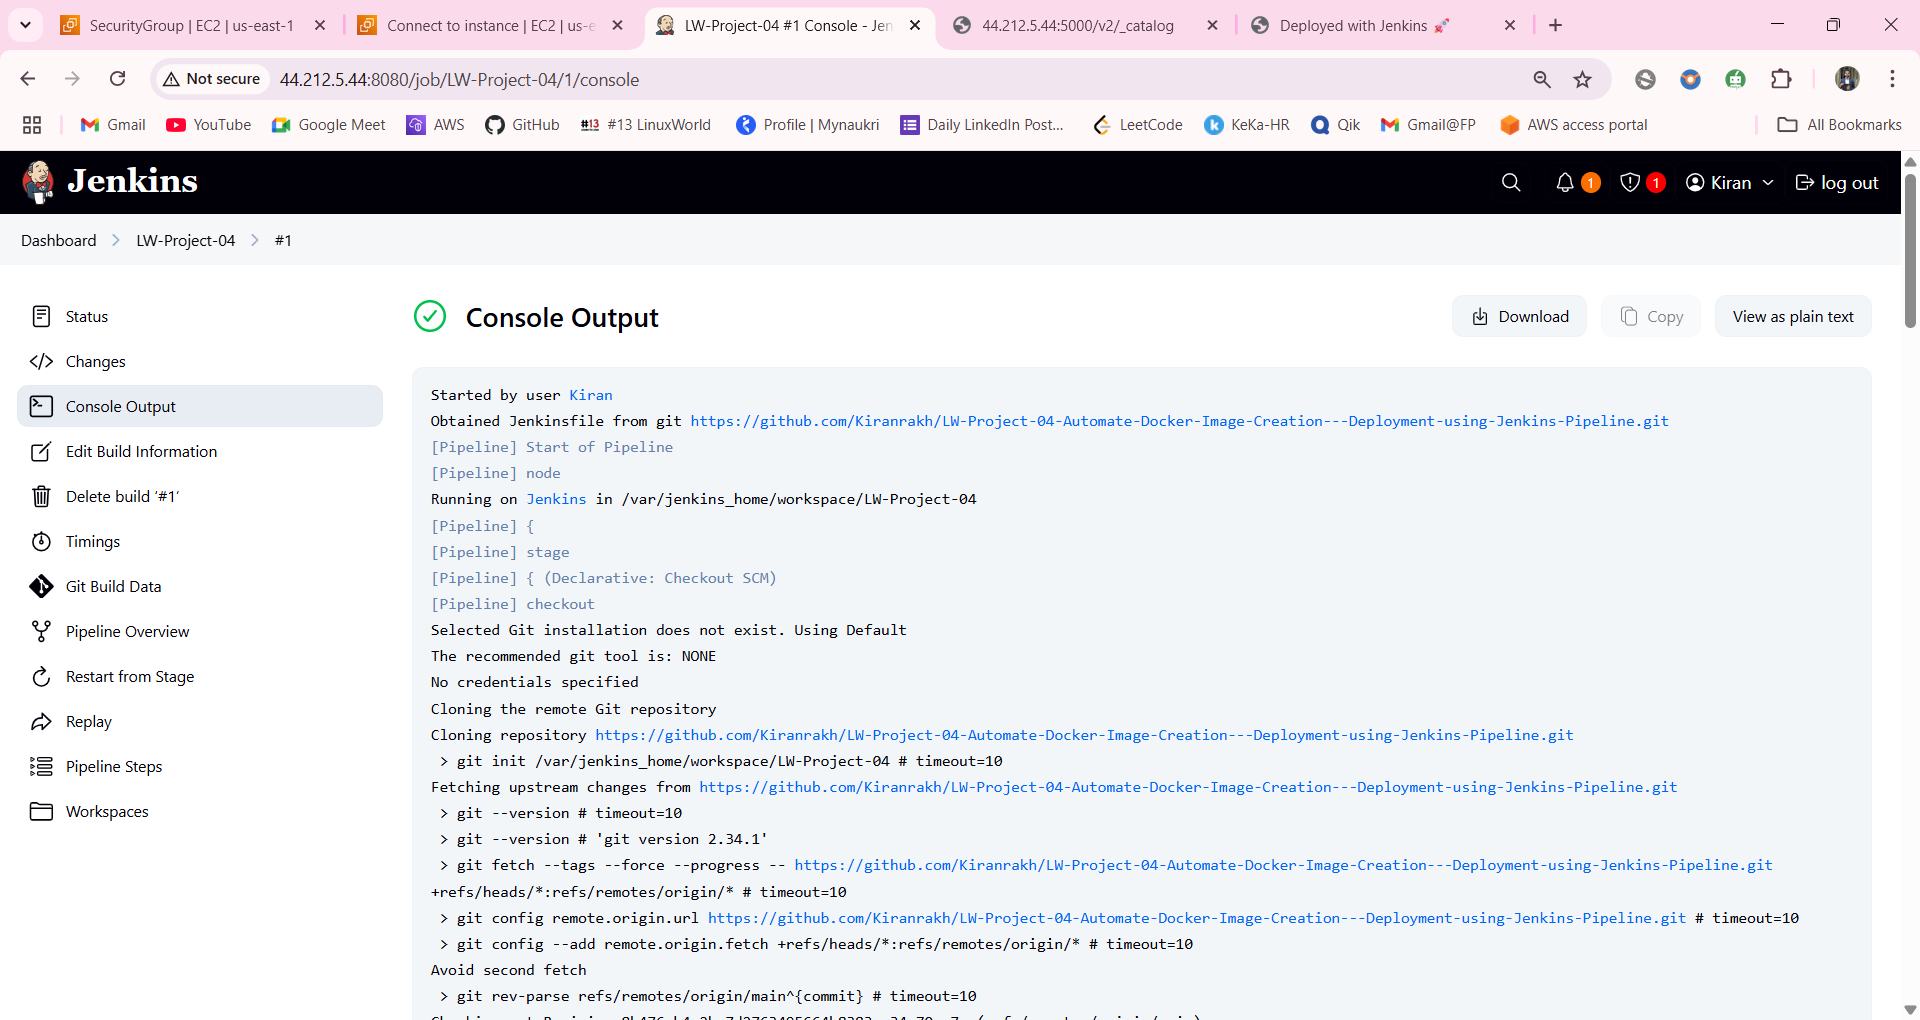 SecurityGroup | EC2 | us-east-1
Connect to instance | EC2 | us-e
LW-Project-04 #1 Console - Jen
44.212.5.44:5000/v2/_catalog
Deployed with Jenkins 🚀
Not secure
44.212.5.44:8080/job/LW-Project-04/1/console
Gmail
YouTube
Google Meet
AWS
GitHub
#13 #13 LinuxWorld
Profile | Mynaukri
Daily LinkedIn Post...
LeetCode
KeKa-HR
Qik
Gmail@FP
AWS access portal
All Bookmarks
Jenkins
1
1
Kiran
log out
Dashboard > LW-Project-04 > #1
Status
Changes
Console Output
Edit Build Information
Delete build ‘#1’
Timings
Git Build Data
Pipeline Overview
Restart from Stage
Replay
Pipeline Steps
Workspaces
Console Output
Download
Copy
View as plain text
Started by user Kiran
Obtained Jenkinsfile from git https://github.com/Kiranrakh/LW-Project-04-Automate-Docker-Image-Creation---Deployment-using-Jenkins-Pipeline.git
[Pipeline] Start of Pipeline
[Pipeline] node
Running on Jenkins in /var/jenkins_home/workspace/LW-Project-04
[Pipeline] {
[Pipeline] stage
[Pipeline] { (Declarative: Checkout SCM)
[Pipeline] checkout
Selected Git installation does not exist. Using Default
The recommended git tool is: NONE
No credentials specified
Cloning the remote Git repository
Cloning repository https://github.com/Kiranrakh/LW-Project-04-Automate-Docker-Image-Creation---Deployment-using-Jenkins-Pipeline.git
> git init /var/jenkins_home/workspace/LW-Project-04 # timeout=10
Fetching upstream changes from https://github.com/Kiranrakh/LW-Project-04-Automate-Docker-Image-Creation---Deployment-using-Jenkins-Pipeline.git
> git --version # timeout=10
> git --version # 'git version 2.34.1'
> git fetch --tags --force --progress -- https://github.com/Kiranrakh/LW-Project-04-Automate-Docker-Image-Creation---Deployment-using-Jenkins-Pipeline.git
+refs/heads/*:refs/remotes/origin/* # timeout=10
> git config remote.origin.url https://github.com/Kiranrakh/LW-Project-04-Automate-Docker-Image-Creation---Deployment-using-Jenkins-Pipeline.git # timeout=10
> git config --add remote.origin.fetch +refs/heads/*:refs/remotes/origin/* # timeout=10
Avoid second fetch
> git rev-parse refs/remotes/origin/main^{commit} # timeout=10